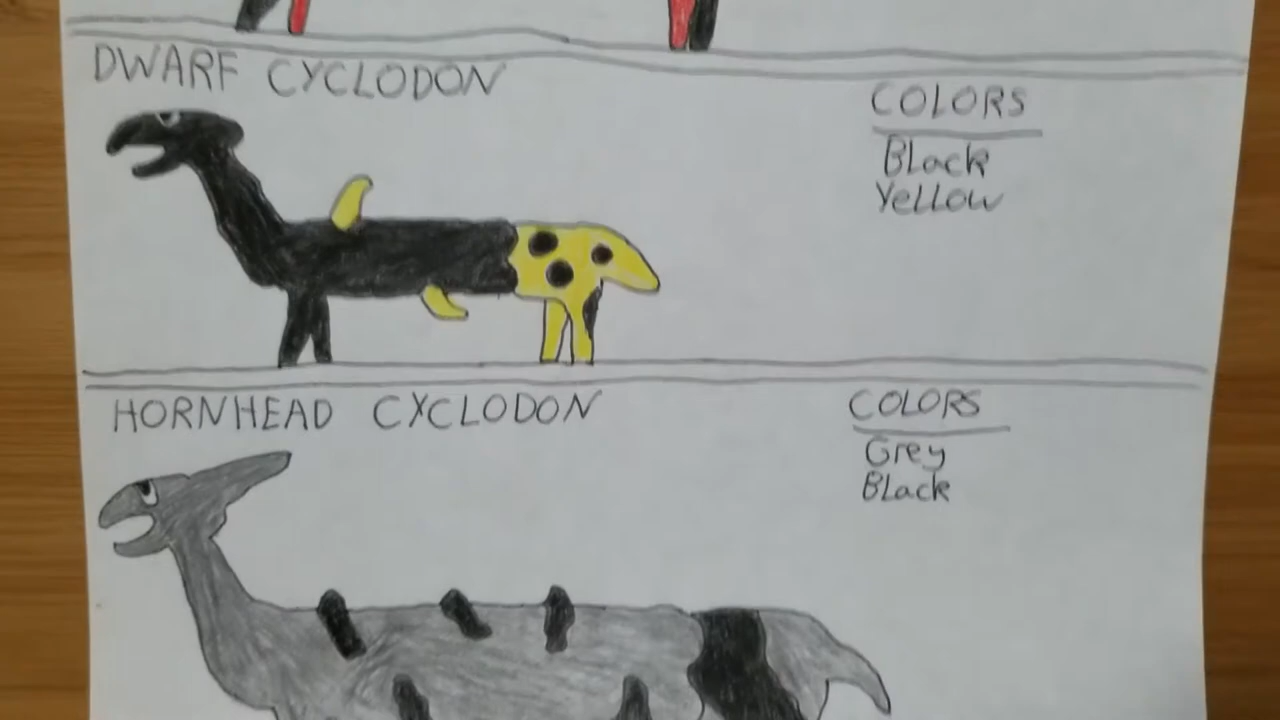 DWARF CYCLODON
COLORS
Black
Yellow
HORNHEAD CYCLODON
COLORS
Grey
Black